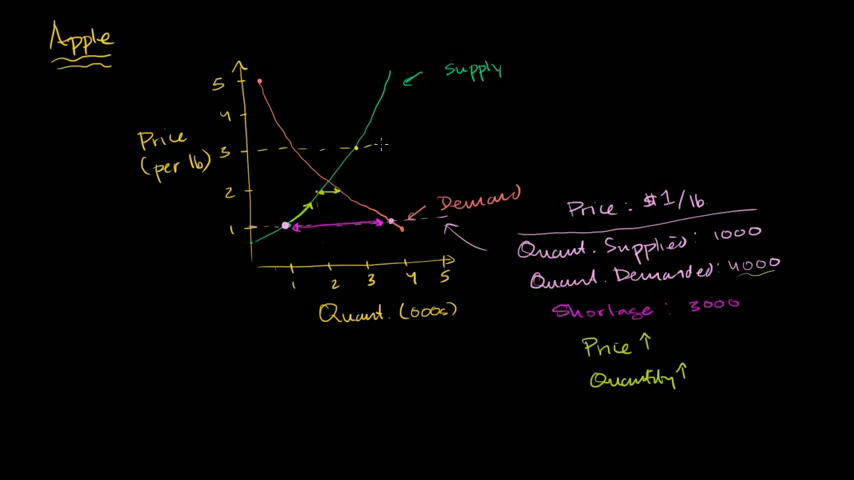 Apple
Supply
5
4
Price
(per lb)
3
2
1
Demand
1 2 3 4 5
Quant. (000s)
Price: $1/lb
Quant. Supplied: 1000
Quant. Demanded: 4000
Shortage: 3000
Price ↑
Quantity ↑